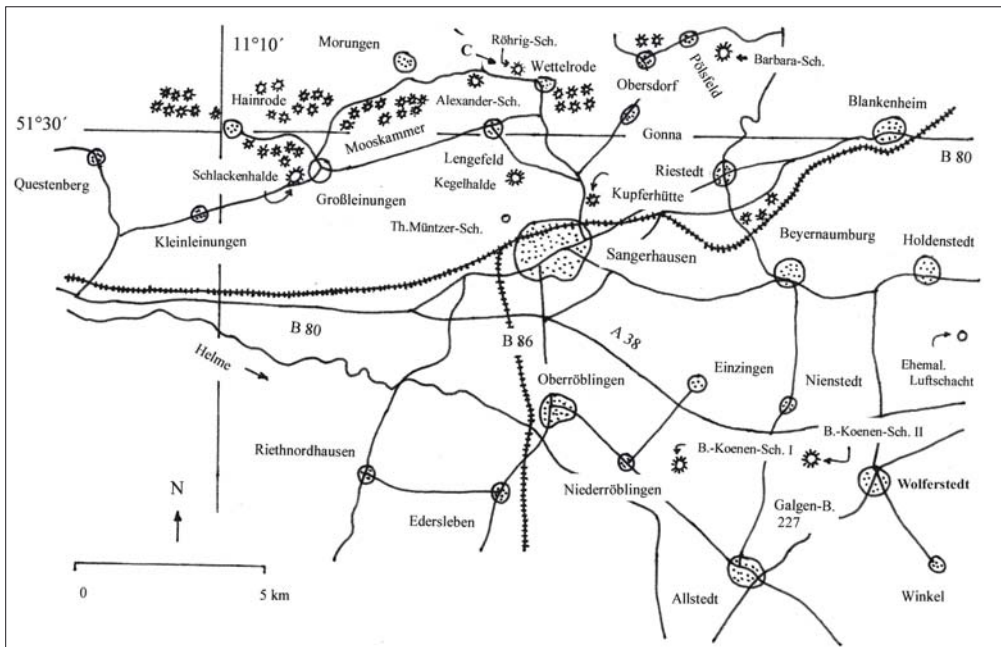 11°10´
Morungen
C
Röhrig-Sch.
Wettelrode
Obersdorf
Pölsfeld
Barbara-Sch.
Hainrode
Alexander-Sch.
Blankenheim
51°30´
Mooskammer
Gonna
B 80
Questenberg
Schlackenhalde
Großleinungen
Lengefeld
Kegelhalde
Kupferhütte
Riestedt
Kleinleinungen
Th.Müntzer-Sch.
Sangerhausen
Beyernaumburg
Holdenstedt
B 80
Helme
B 86
A 38
Ehemal.
Luftschacht
Oberröblingen
Einzingen
Nienstedt
Riethnordhausen
B.-Koenen-Sch. I
B.-Koenen-Sch. II
N
Edersleben
Niederröblingen
Galgen-B.
227
Wolferstedt
0
5 km
Allstedt
Winkel